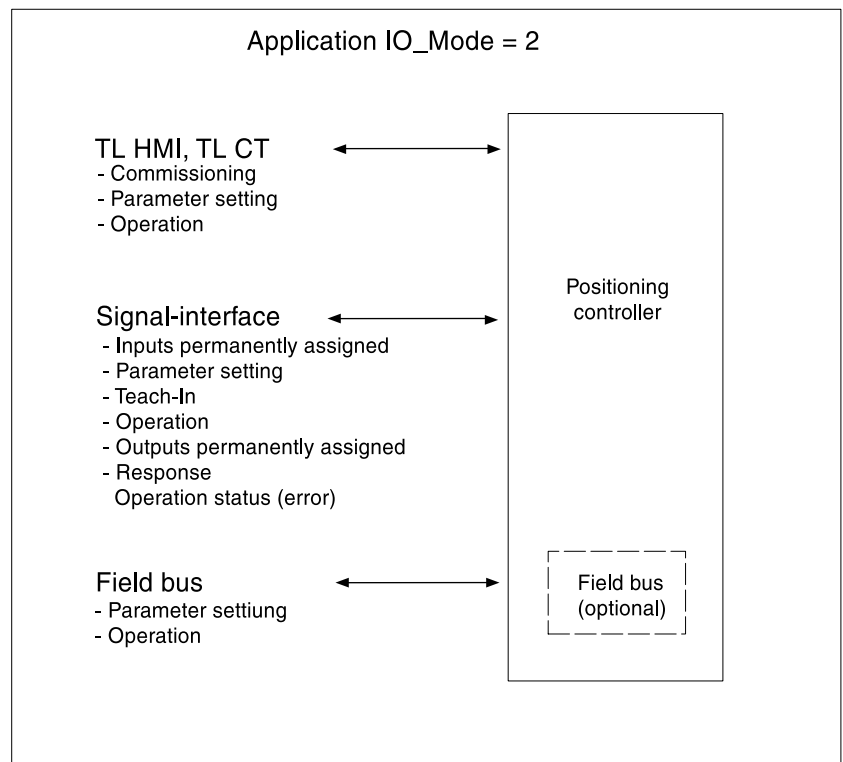 Application IO_Mode = 2
TL HMI, TL CT
- Commissioning
- Parameter setting
- Operation
Signal-interface
- Inputs permanently assigned
- Parameter setting
- Teach-In
- Operation
- Outputs permanently assigned
- Response
Operation status (error)
Field bus
- Parameter settiung
- Operation
Positioning
controller
Field bus
(optional)